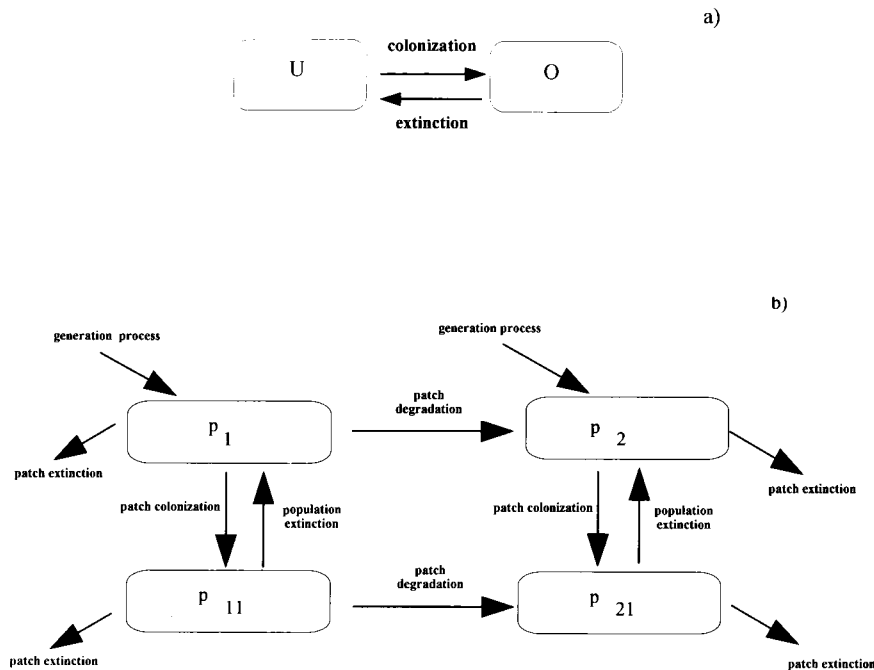 a)
colonization
U
O
extinction
b)
generation process
generation process
patch
degradation
p 1
p 2
patch extinction
patch extinction
patch colonization
population
extinction
patch colonization
population
extinction
patch
degradation
p 11
p 21
patch extinction
patch extinction